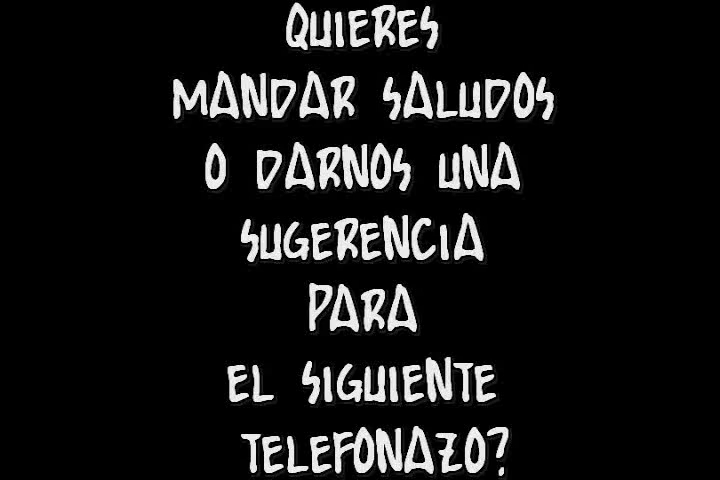 QUIERES
MANDAR SALUDOS
O DARNOS UNA
SUGERENCIA
PARA
EL SIGUIENTE
TELEFONAZO?